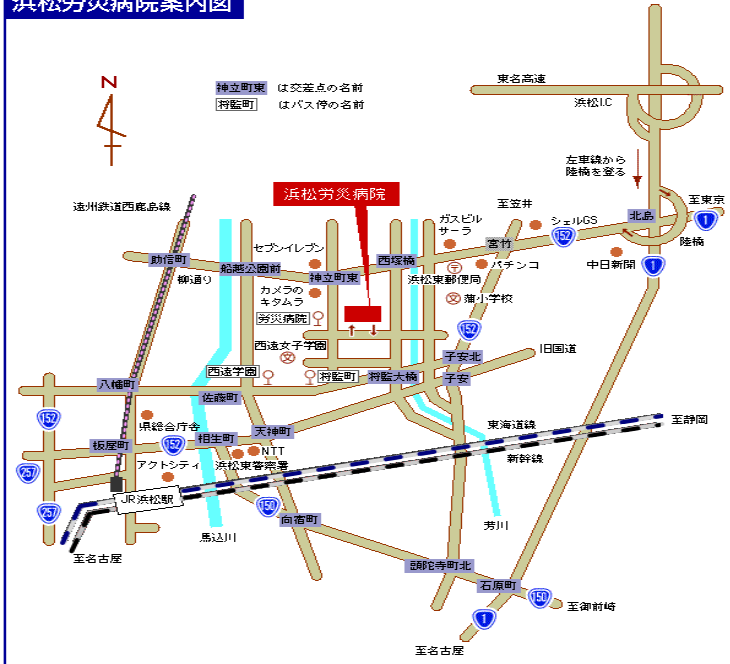 浜松労災病院案内図
東名高速
N
神立町東 は交差点の名前
浜松I.C
将監町 はバス停の名前
左車線から
陸橋を登る
浜松労災病院
至笠井
至東京
遠州鉄道西鹿島線
ガスビル
サーラ
シェルGS
北島
1
152
陸橋
セブンイレブン
宮竹
助信町
船越公園前
西塚橋
パチンコ
中日新聞
1
柳通り
神立町東
浜松東郵便局
カメラの
キタムラ
蒲小学校
労災病院
152
西遠女子学園
子安北
旧国道
西遠学園
将監町
将監大橋
子安
八幡町
佐藤町
152
県総合庁舎
東海道線
至静岡
天神町
板屋町
152
相生町
NTT
新幹線
257
アクトシティ
浜松東警察署
JR浜松駅
150
257
向宿町
馬込川
芳川
至名古屋
頭陀寺町北
石原町
150
至御前崎
1
至名古屋